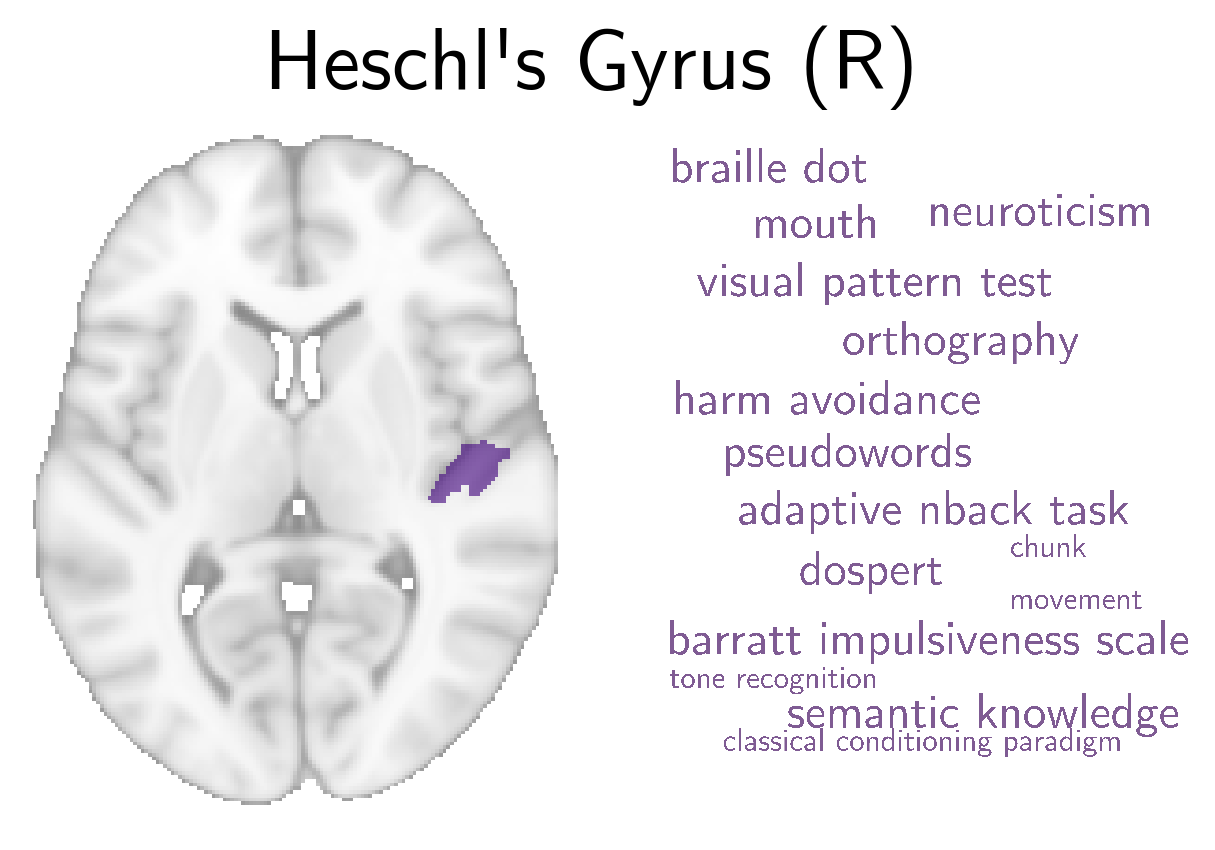 Heschl's Gyrus (R)
braille dot
neuroticism
mouth
visual pattern test
orthography
harm avoidance
pseudowords
adaptive nback task
chunk
dospert
movement
barratt impulsiveness scale
tone recognition
semantic knowledge
classical conditioning paradigm